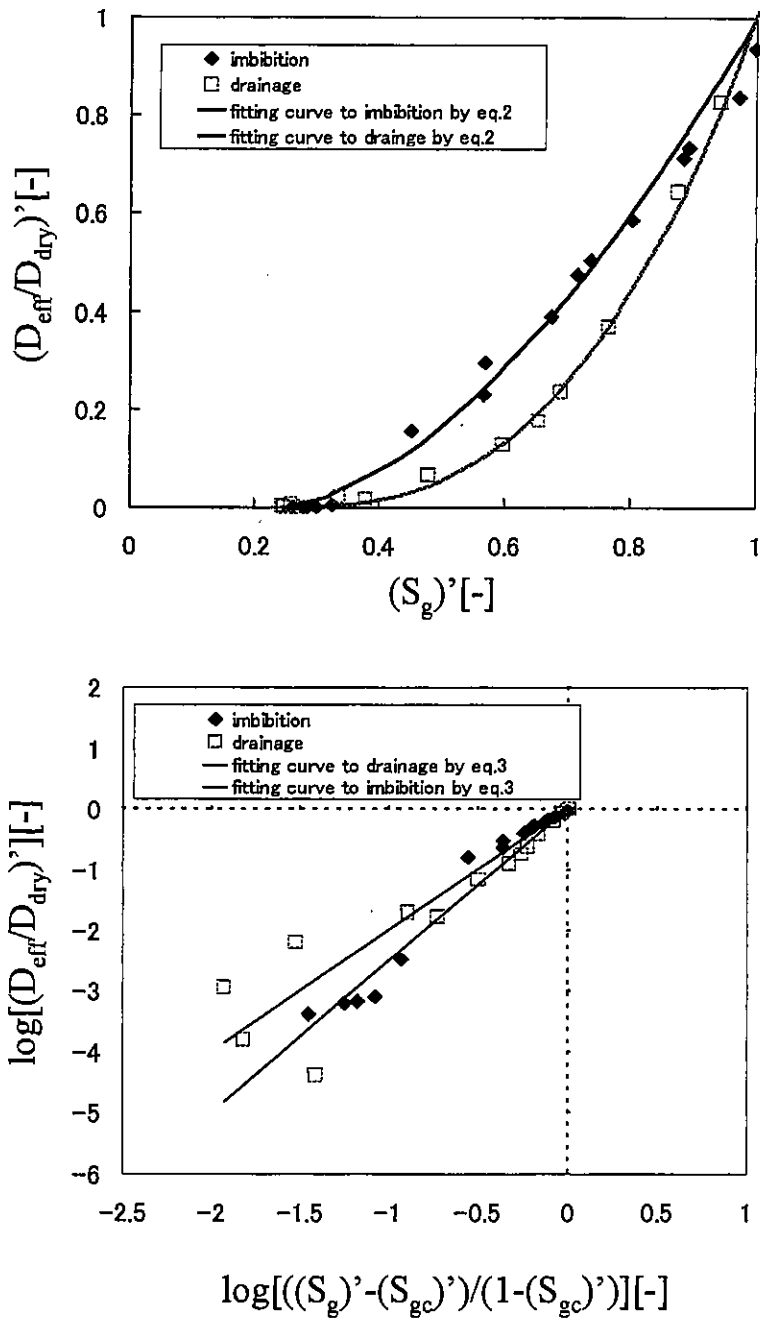 1
0.8
0.6
0.4
0.2
0
◆ imbibition
□ drainage
fitting curve to imbibition by eq.2
fitting curve to drainge by eq.2
(D_eff/D_dry)'[-]
0 0.2 0.4 0.6 0.8 1
(S_g)'[-]
2
1
0
-1
-2
-3
-4
-5
-6
◆ imbibition
□ drainage
fitting curve to drainage by eq.3
fitting curve to imbibition by eq.3
log[(D_eff/D_dry)'][-]
-2.5 -2 -1.5 -1 -0.5 0 0.5 1
log[((S_g)'-(S_gc)')/(1-(S_gc)')][-]